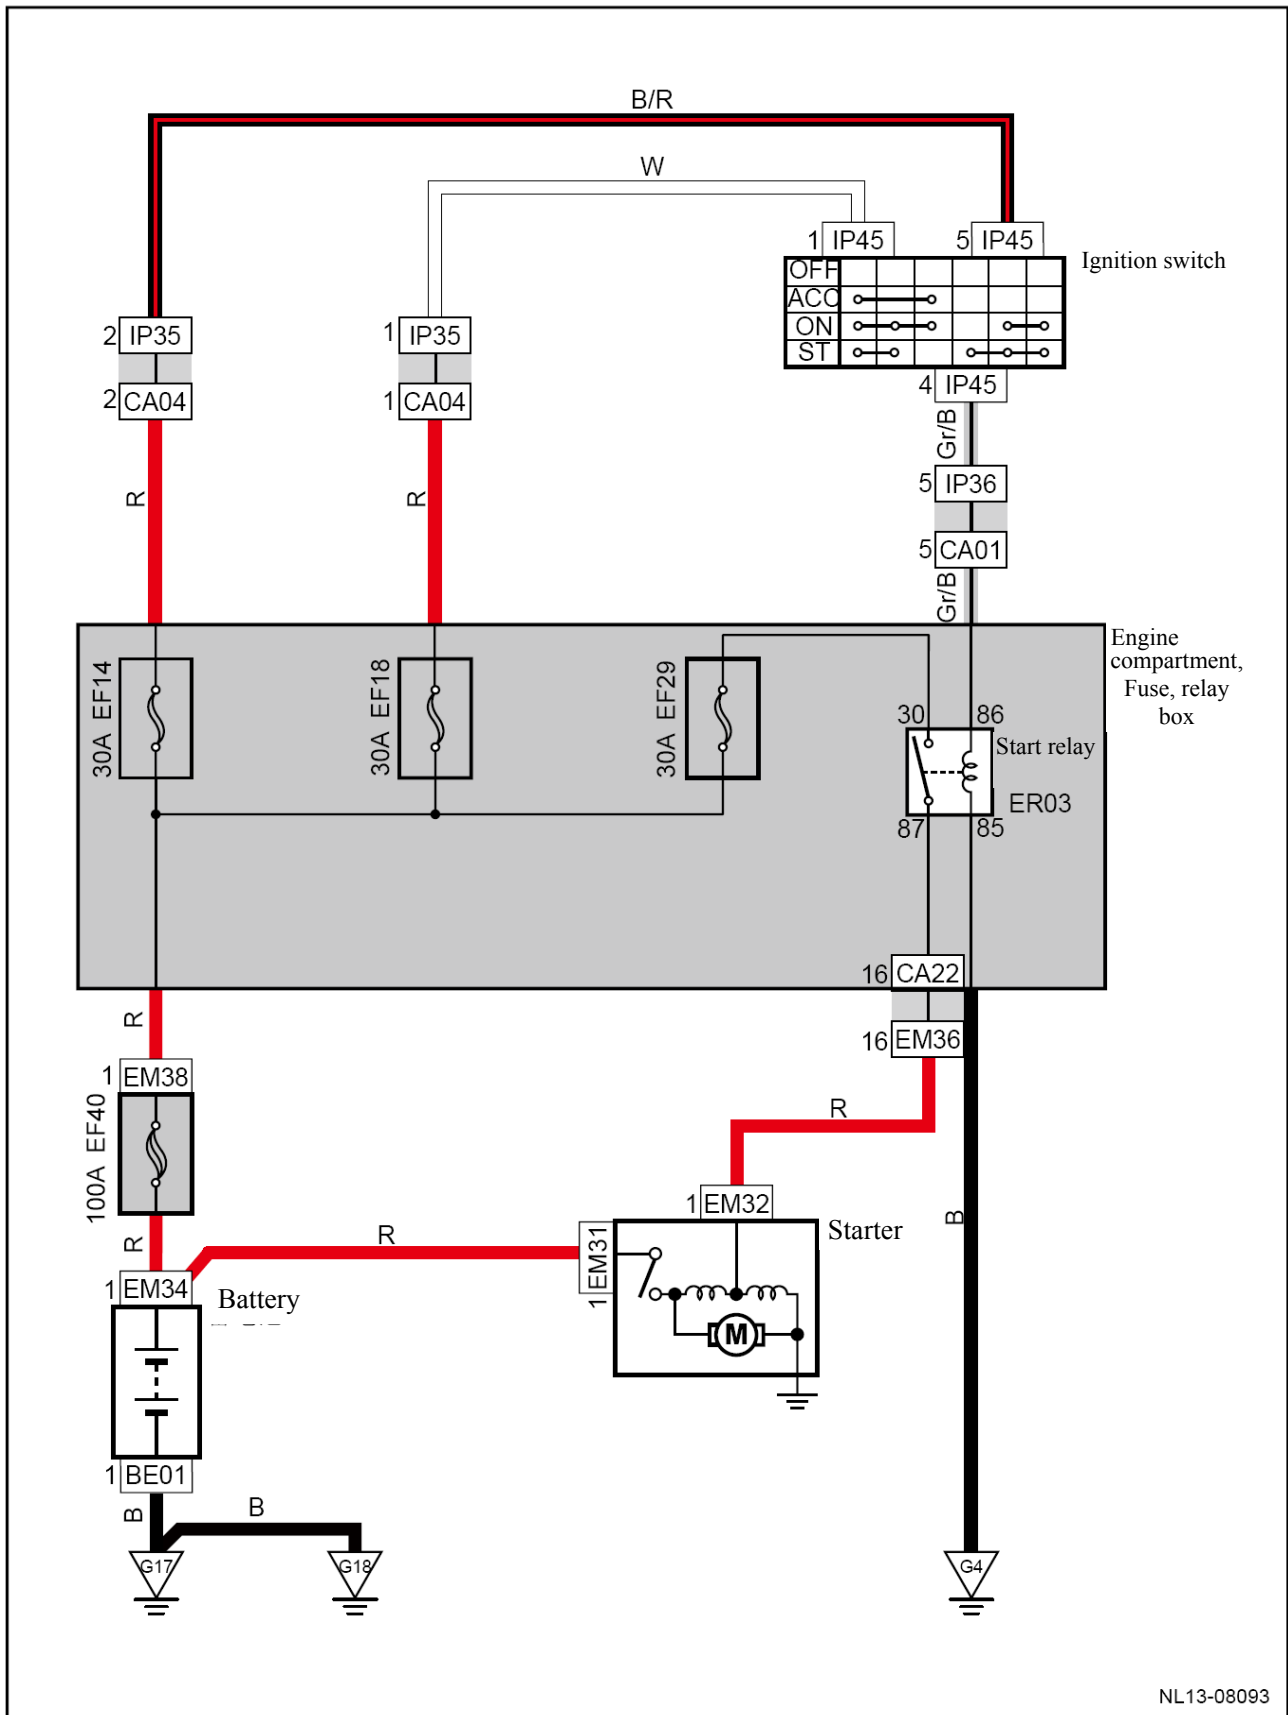 B/R
W
1 IP45
5 IP45
Ignition switch
OFF
ACC
ON
ST
2 IP35
1 IP35
4 IP45
2 CA04
1 CA04
Gr/B
5 IP36
R
R
5 CA01
Gr/B
Engine
compartment,
Fuse, relay
box
30A EF14
30A EF18
30A EF29
30
86
Start relay
ER03
87
85
16 CA22
R
16 EM36
1 EM38
100A EF40
R
1 EM32
R
R
1 EM31
Starter
B
1 EM34
Battery
M
1 BE01
B
B
G17
G18
G4
NL13-08093